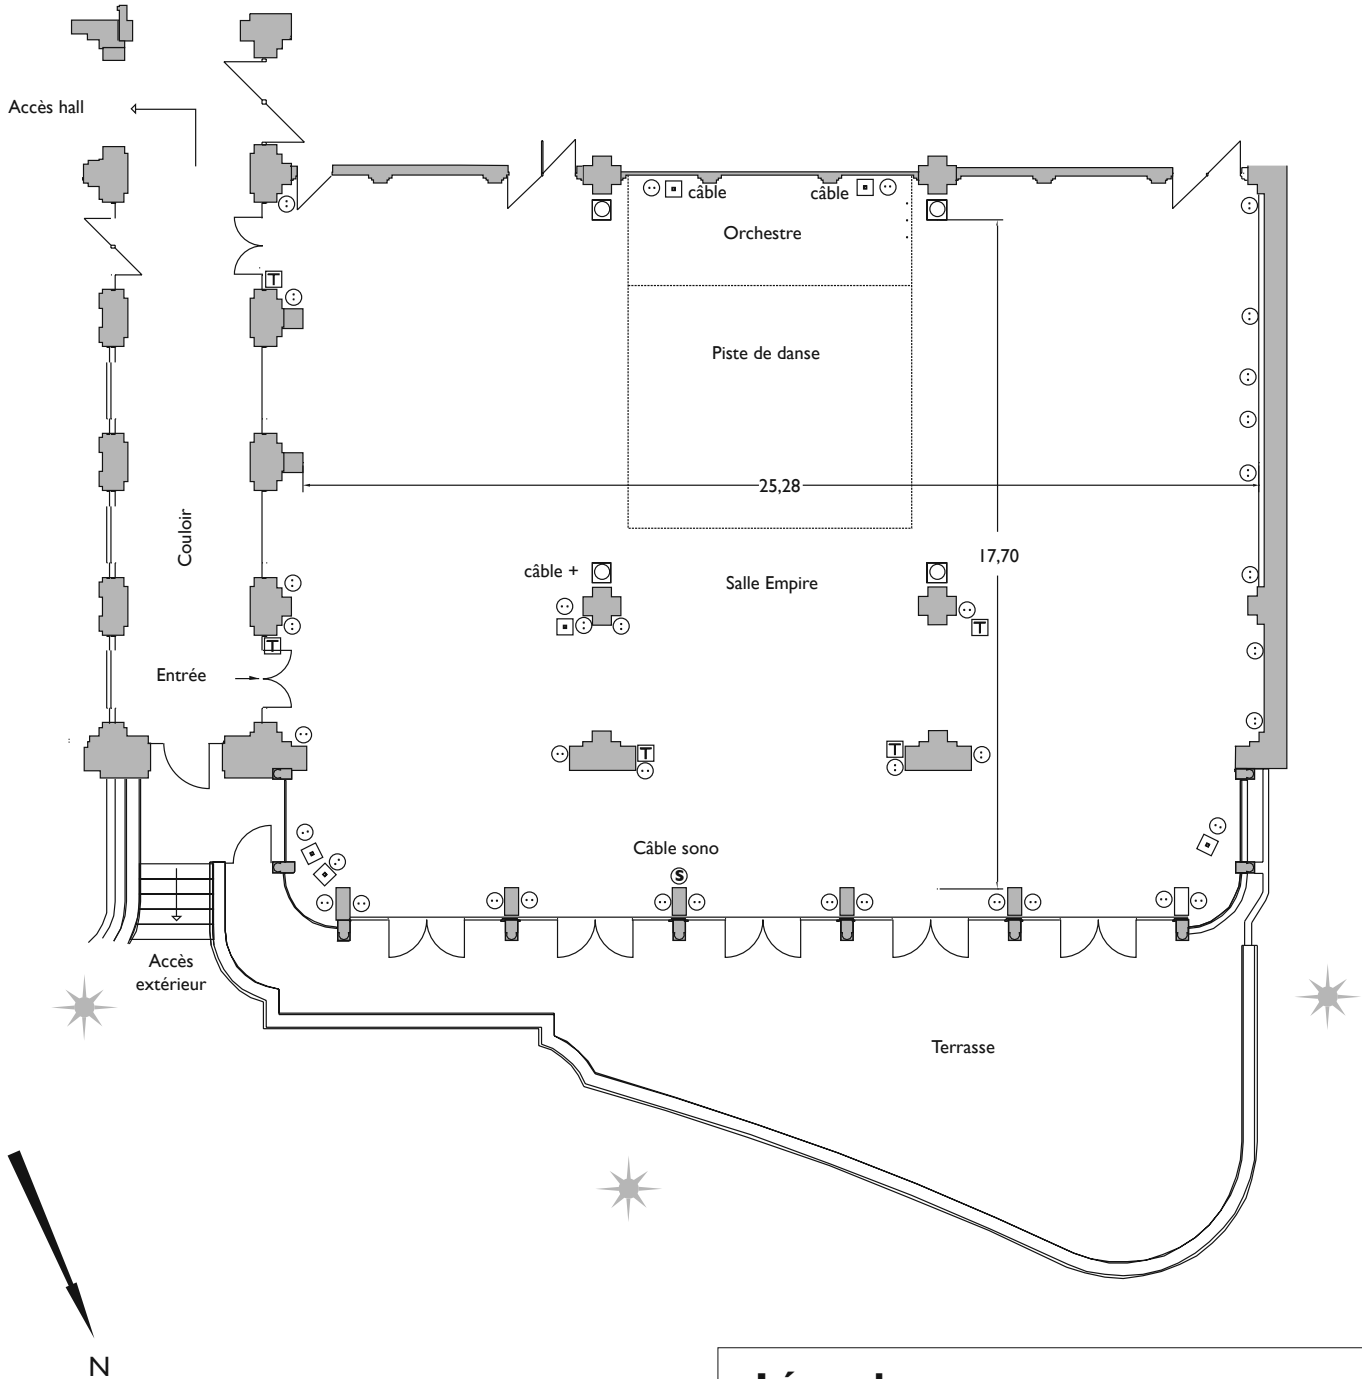 Accès hall
câble
câble
Orchestre
T
Piste de danse
25,28
Couloir
17,70
câble +
Salle Empire
T
T
Entrée
T
T
Câble sono
S
Accès
extérieur
Terrasse
N